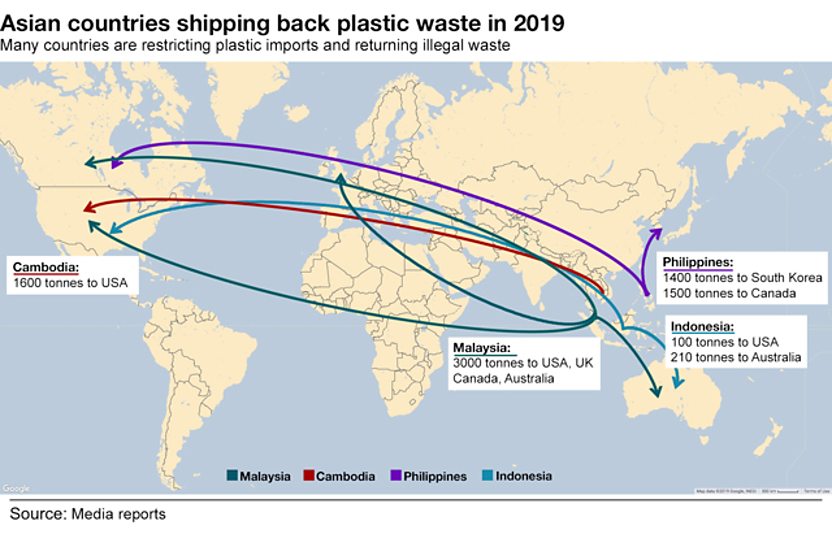 Asian countries shipping back plastic waste in 2019
Many countries are restricting plastic imports and returning illegal waste
Cambodia:
1600 tonnes to USA
Philippines:
1400 tonnes to South Korea
1500 tonnes to Canada
Indonesia:
100 tonnes to USA
210 tonnes to Australia
Malaysia:
3000 tonnes to USA, UK
Canada, Australia
Malaysia Cambodia Philippines Indonesia
Google
Terms of Use
Source: Media reports